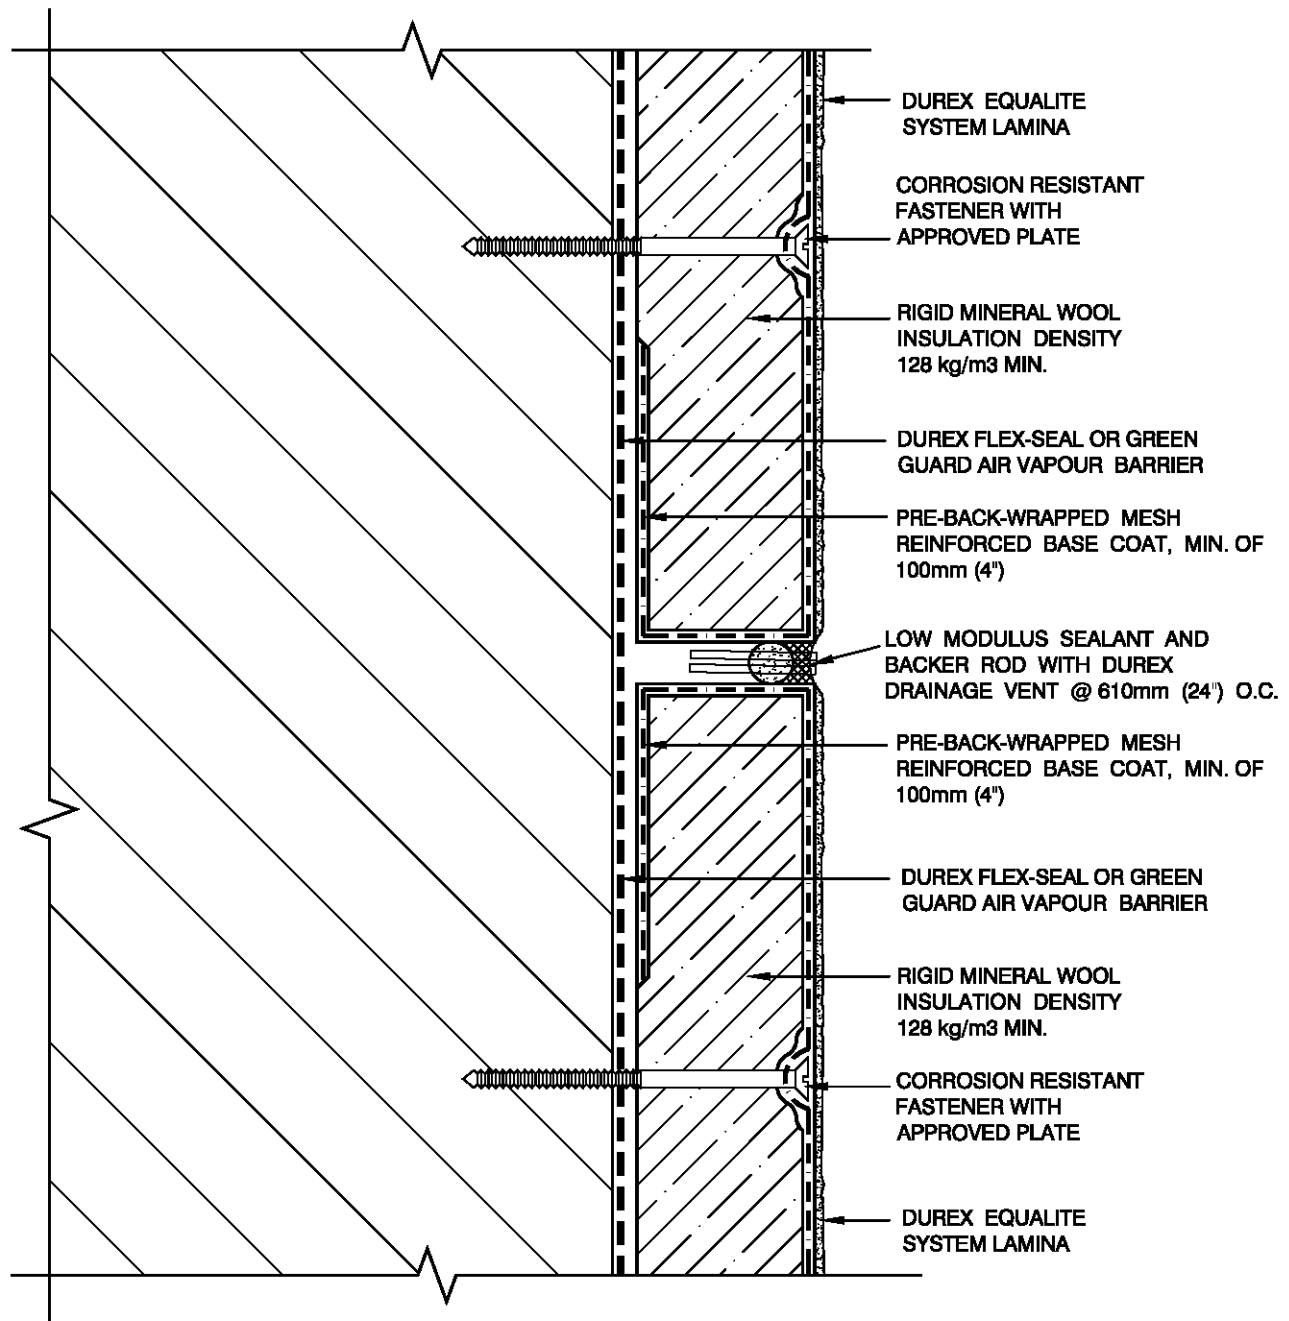 DUREX EQUALITE
SYSTEM LAMINA
CORROSION RESISTANT
FASTENER WITH
APPROVED PLATE
RIGID MINERAL WOOL
INSULATION DENSITY
128 kg/m3 MIN.
DUREX FLEX-SEAL OR GREEN
GUARD AIR VAPOUR BARRIER
PRE-BACK-WRAPPED MESH
REINFORCED BASE COAT, MIN. OF
100mm (4")
LOW MODULUS SEALANT AND
BACKER ROD WITH DUREX
DRAINAGE VENT @ 610mm (24") O.C.
PRE-BACK-WRAPPED MESH
REINFORCED BASE COAT, MIN. OF
100mm (4")
DUREX FLEX-SEAL OR GREEN
GUARD AIR VAPOUR BARRIER
RIGID MINERAL WOOL
INSULATION DENSITY
128 kg/m3 MIN.
CORROSION RESISTANT
FASTENER WITH
APPROVED PLATE
DUREX EQUALITE
SYSTEM LAMINA